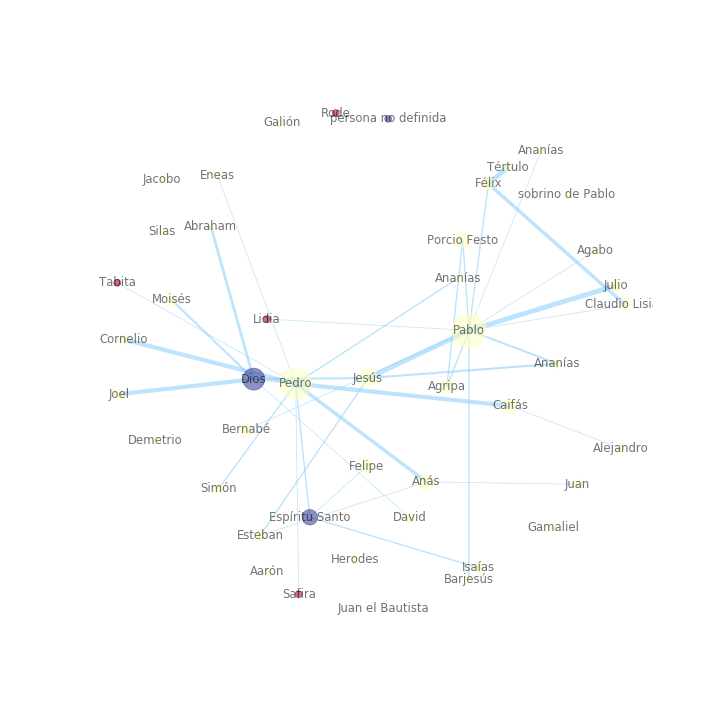 Rode
persona no definida
Galión
Ananías
Tértulo
Félix
Jacobo
Eneas
sobrino de Pablo
Silas
Abraham
Porcio Festo
Agabo
Tabita
Ananías
Julio
Moisés
Claudio Lisi
Lidia
Pablo
Cornelio
Ananías
Dios
Pedro
Jesús
Agripa
Joel
Caifás
Bernabé
Demetrio
Alejandro
Felipe
Anás
Simón
Juan
Espíritu Santo
David
Gamaliel
Esteban
Herodes
Isaías
Aarón
Barjesús
Safira
Juan el Bautista